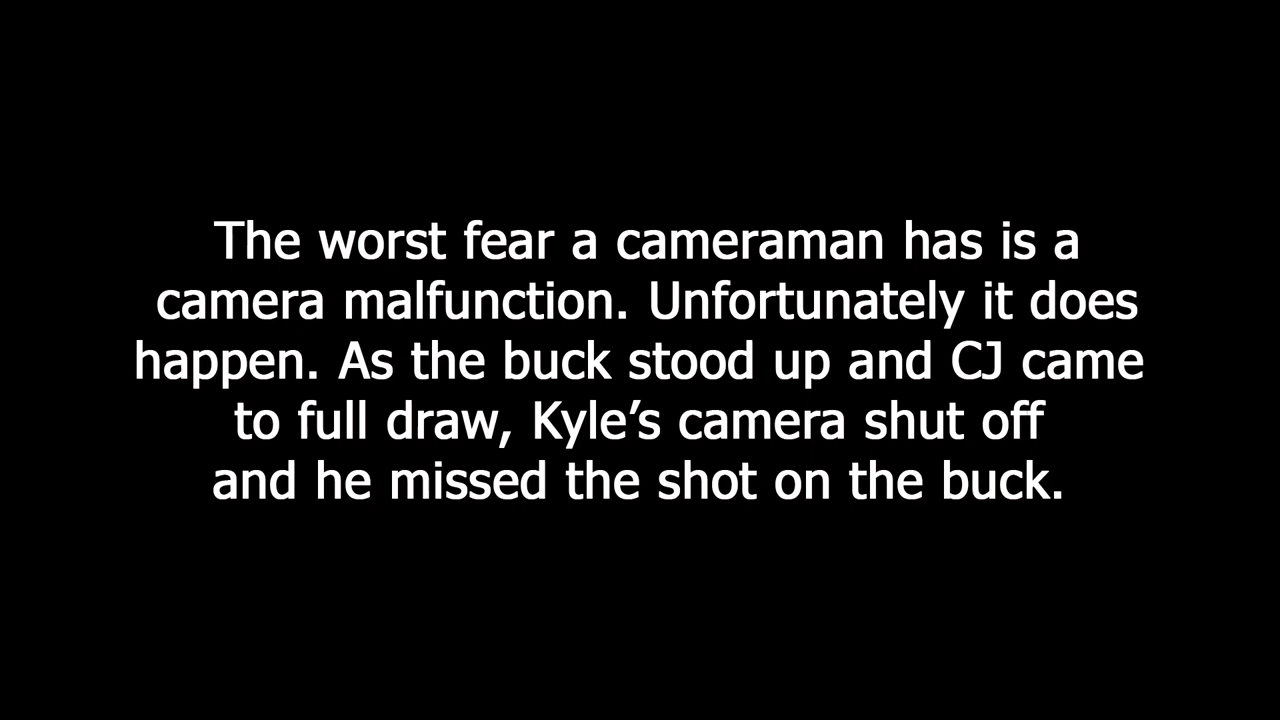 The worst fear a cameraman has is a
camera malfunction. Unfortunately it does
happen. As the buck stood up and CJ came
to full draw, Kyle’s camera shut off
and he missed the shot on the buck.